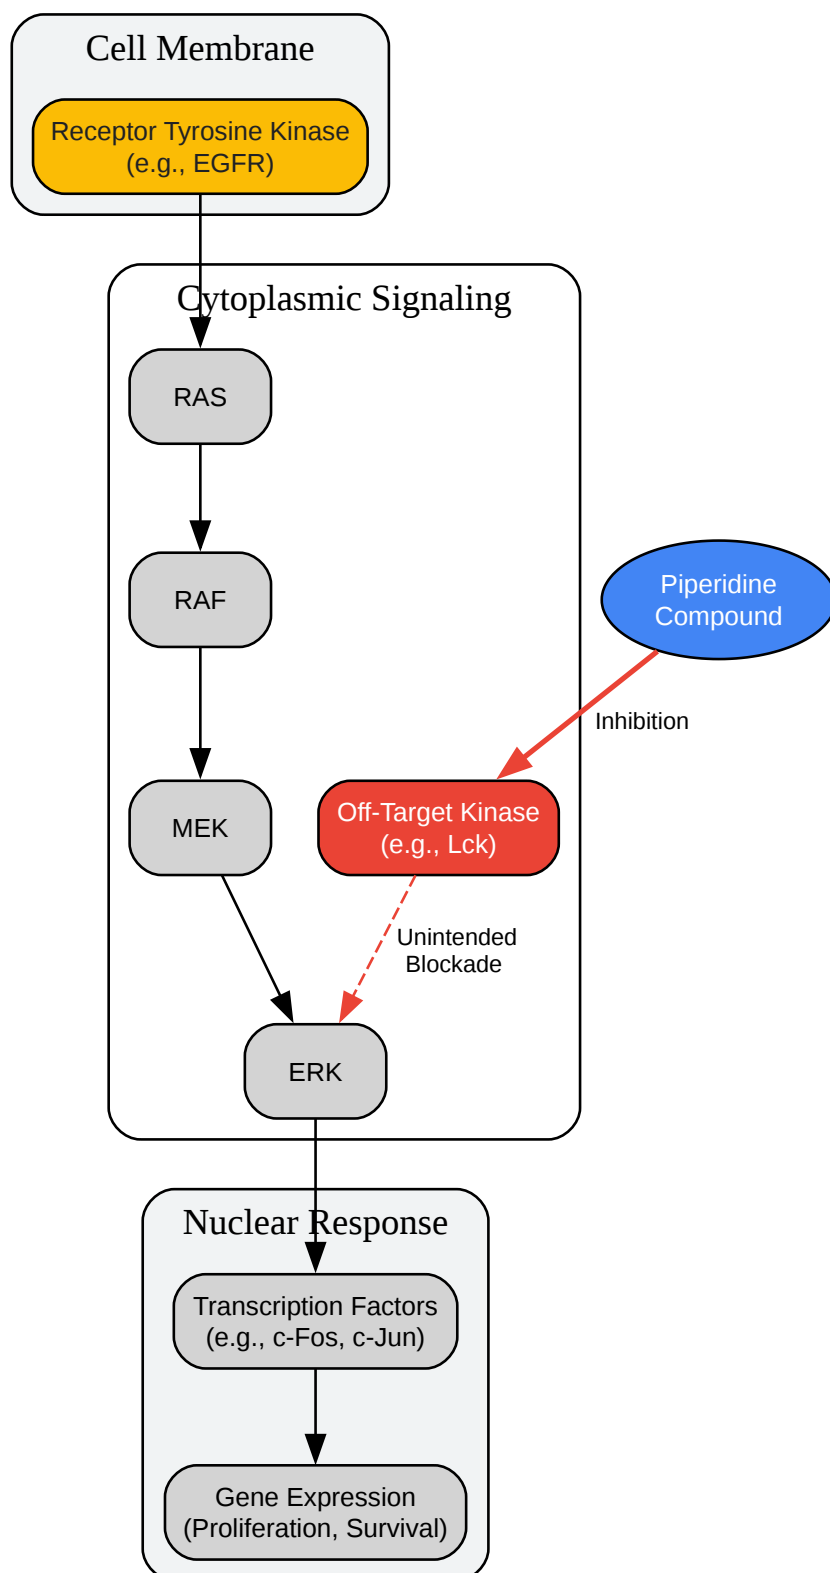 Cell Membrane
Receptor Tyrosine Kinase
(e.g., EGFR)
Cytoplasmic Signaling
RAS
RAF
Piperidine
Compound
Inhibition
MEK
Off-Target Kinase
(e.g., Lck)
Unintended
Blockade
ERK
Nuclear Response
Transcription Factors
(e.g., c-Fos, c-Jun)
Gene Expression
(Proliferation, Survival)